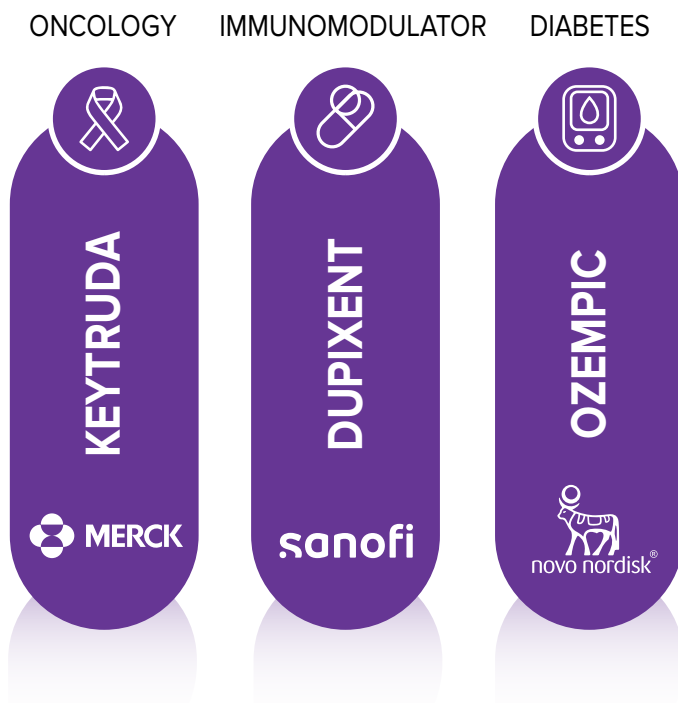 ONCOLOGY
IMMUNOMODULATOR
DIABETES
KEYTRUDA
DUPIXENT
OZEMPIC
MERCK
sanofi
novo nordisk®